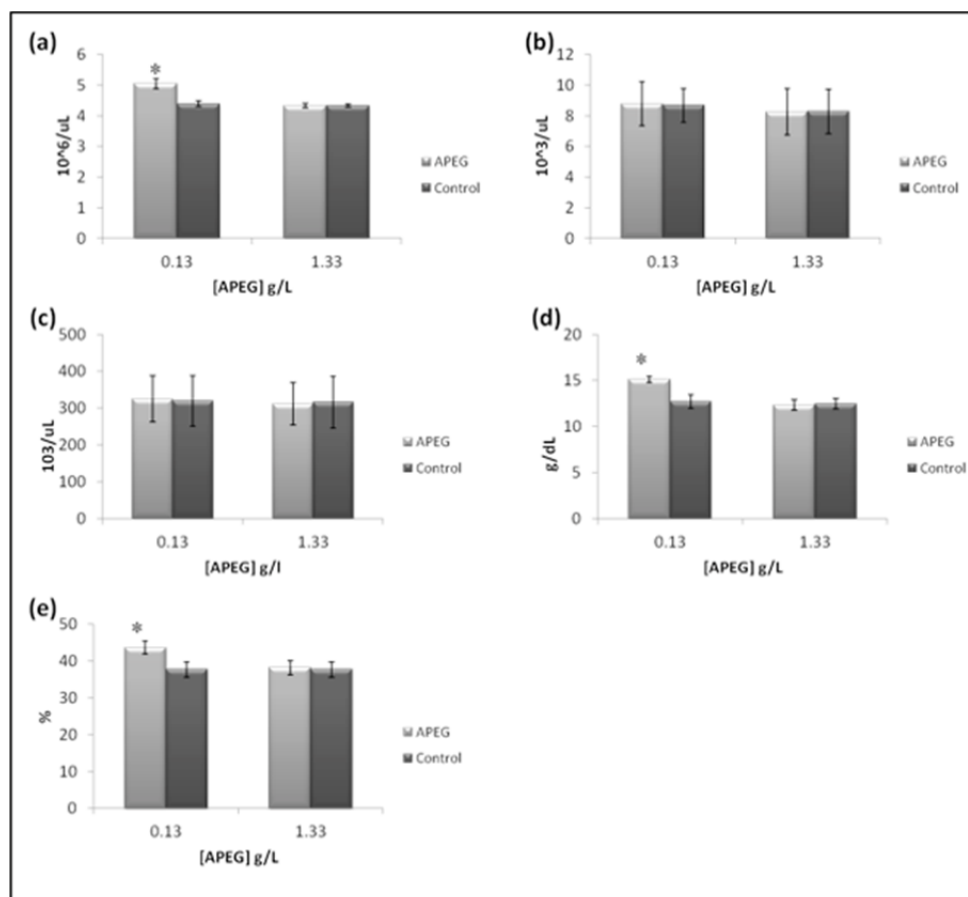 (a)
6
5
4
3
2
1
0
10^6/uL
*
0.13
1.33
[APEG] g/L
APEG
Control
(b)
12
10
8
6
4
2
0
10^3/uL
0.13
1.33
[APEG] g/L
APEG
Control
(c)
500
400
300
200
100
0
103/uL
0.13
1.33
[APEG] g/l
APEG
Control
(d)
20
15
10
5
0
g/dL
*
0.13
1.33
[APEG] g/L
APEG
Control
(e)
50
40
30
20
10
0
%
*
0.13
1.33
[APEG] g/L
APEG
Control